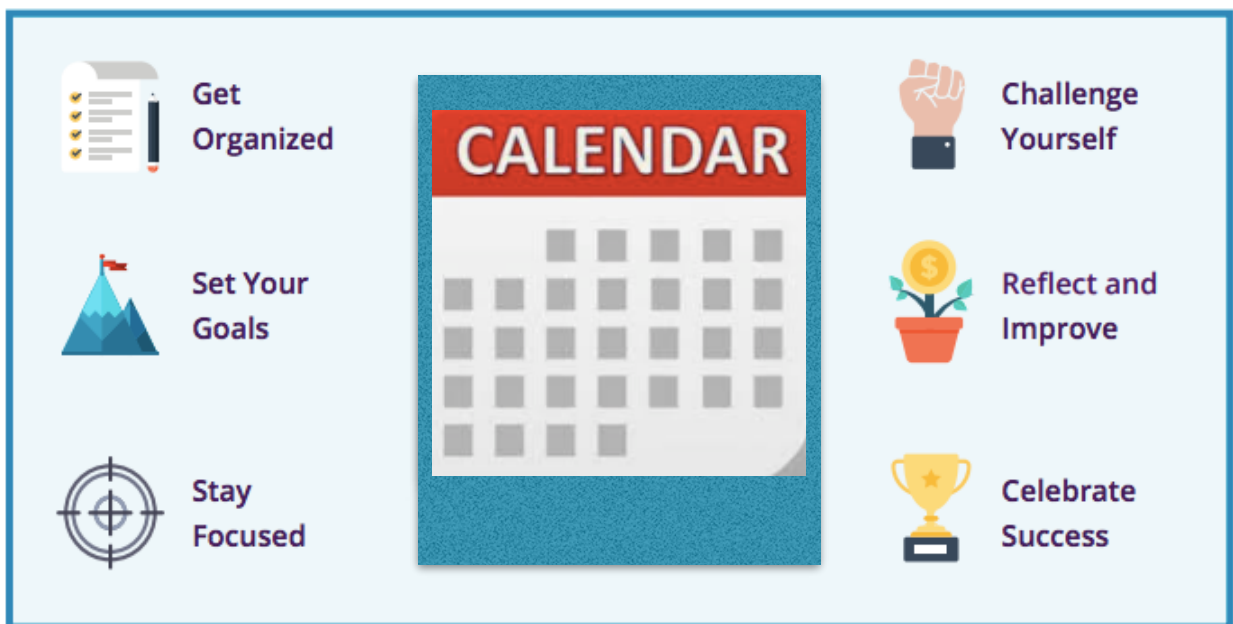 Get
Organized
Set Your
Goals
Stay
Focused
CALENDAR
Challenge
Yourself
Reflect and
Improve
Celebrate
Success